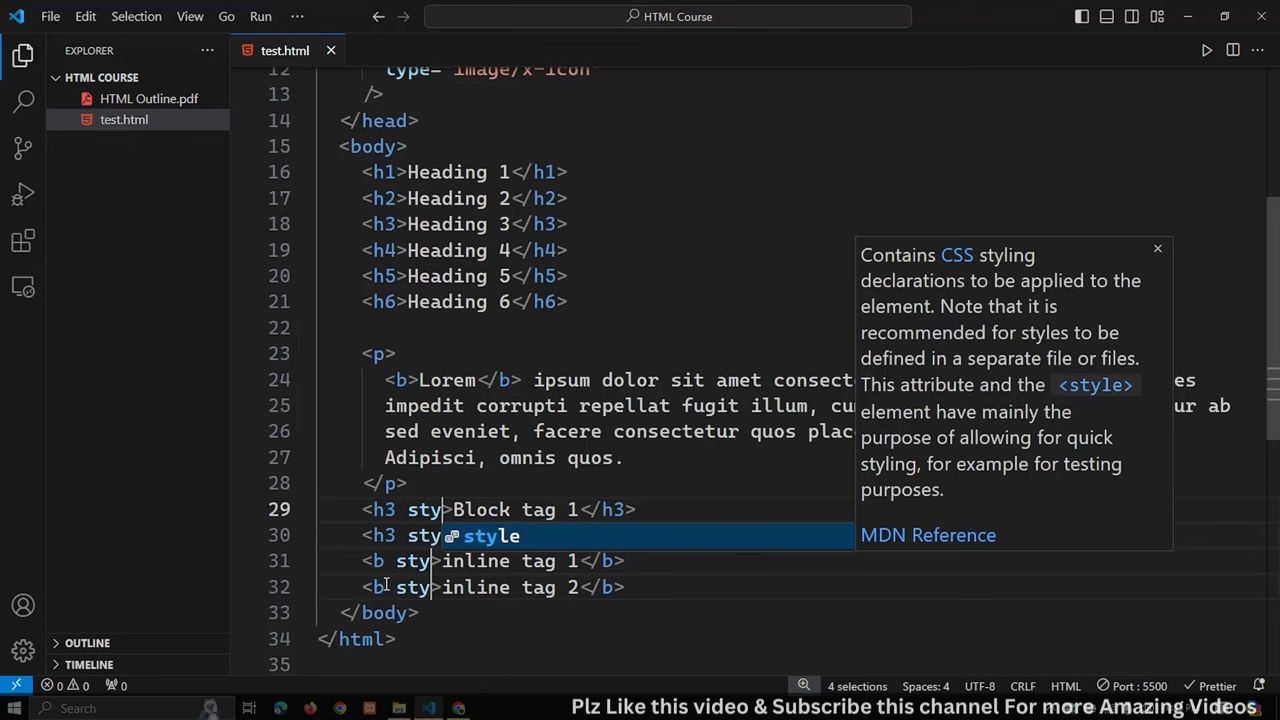 File Edit Selection View Go Run ··· HTML Course
EXPLORER ··· test.html
HTML COURSE
HTML Outline.pdf
test.html
12 type="image/x-icon"
13 />
14 </head>
15 <body>
16 <h1>Heading 1</h1>
17 <h2>Heading 2</h2>
18 <h3>Heading 3</h3>
19 <h4>Heading 4</h4>
20 <h5>Heading 5</h5>
21 <h6>Heading 6</h6>
22
23 <p>
24 <b>Lorem</b> ipsum dolor sit amet consect es
25 impedit corrupti repellat fugit illum, cu ur ab
26 sed eveniet, facere consectetur quos plac
27 Adipisci, omnis quos.
28 </p>
29 <h3 sty>Block tag 1</h3>
30 <h3 sty style
31 <b sty>inline tag 1</b>
32 <b sty>inline tag 2</b>
33 </body>
34 </html>
35
Contains CSS styling
declarations to be applied to the
element. Note that it is
recommended for styles to be
defined in a separate file or files.
This attribute and the <style>
element have mainly the
purpose of allowing for quick
styling, for example for testing
purposes.
MDN Reference
OUTLINE
TIMELINE
0 0 0 4 selections Spaces: 4 UTF-8 CRLF HTML Port : 5500 Prettier
Search
Plz Like this video & Subscribe this channel For more Amazing Videos